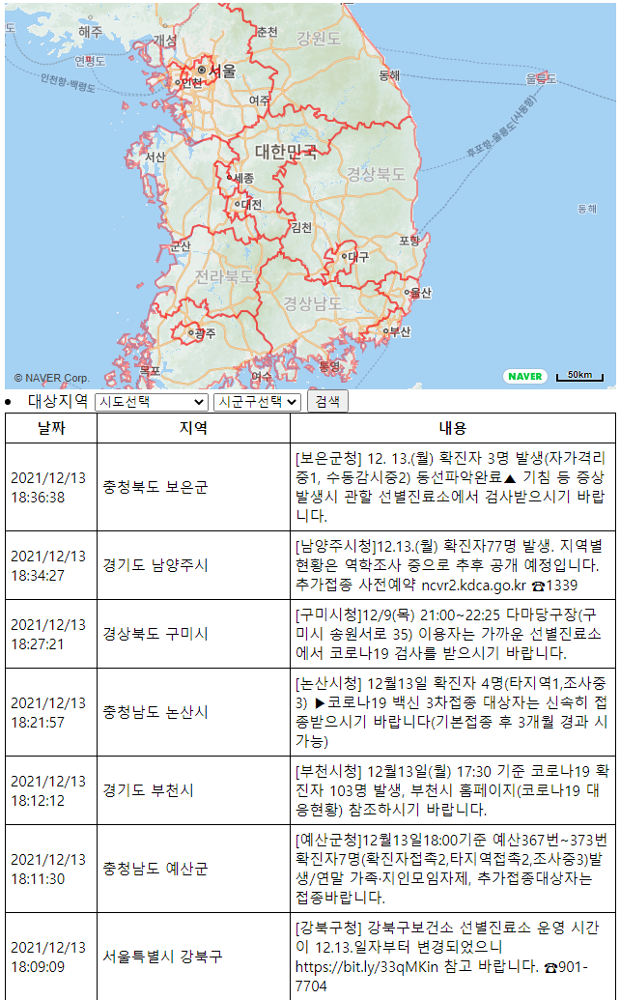 해주
개성
춘천
강원도
연평도
인천항-백령도
서울
인천
동해
울릉도
여주
후포항-울릉도(사동항)
서산
대한민국
세종
경상북도
대전
동해
김천
포항
군산
대구
전라북도
울산
경상남도
광주
부산
목포
여수
통영
© NAVER Corp.
NAVER
50km
대상지역 시도선택 시군구선택 검색
날짜 지역 내용
2021/12/13
18:36:38
충청북도 보은군
[보은군청] 12. 13.(월) 확진자 3명 발생(자가격리
중1, 수동감시중2) 동선파악완료▲ 기침 등 증상
발생시 관할 선별진료소에서 검사받으시기 바랍
니다.
2021/12/13
18:34:27
경기도 남양주시
[남양주시청]12.13.(월) 확진자77명 발생. 지역별
현황은 역학조사 중으로 추후 공개 예정입니다.
추가접종 사전예약 ncvr2.kdca.go.kr ☎1339
2021/12/13
18:27:21
경상북도 구미시
[구미시청]12/9(목) 21:00~22:25 다마당구장(구
미시 송원서로 35) 이용자는 가까운 선별진료소
에서 코로나19 검사를 받으시기 바랍니다.
2021/12/13
18:21:57
충청남도 논산시
[논산시청] 12월13일 확진자 4명(타지역1,조사중
3) ▶코로나19 백신 3차접종 대상자는 신속히 접
종받으시기 바랍니다(기본접종 후 3개월 경과 시
가능)
2021/12/13
18:12:12
경기도 부천시
[부천시청] 12월13일(월) 17:30 기준 코로나19 확
진자 103명 발생, 부천시 홈페이지(코로나19 대
응현황) 참조하시기 바랍니다.
2021/12/13
18:11:30
충청남도 예산군
[예산군청]12월13일18:00기준 예산367번~373번
확진자7명(확진자접촉2,타지역접촉2,조사중3)발
생/연말 가족·지인모임자제, 추가접종대상자는
접종바랍니다.
2021/12/13
18:09:09
서울특별시 강북구
[강북구청] 강북구보건소 선별진료소 운영 시간
이 12.13.일자부터 변경되었으니
https://bit.ly/33qMKin 참고 바랍니다. ☎901-
7704